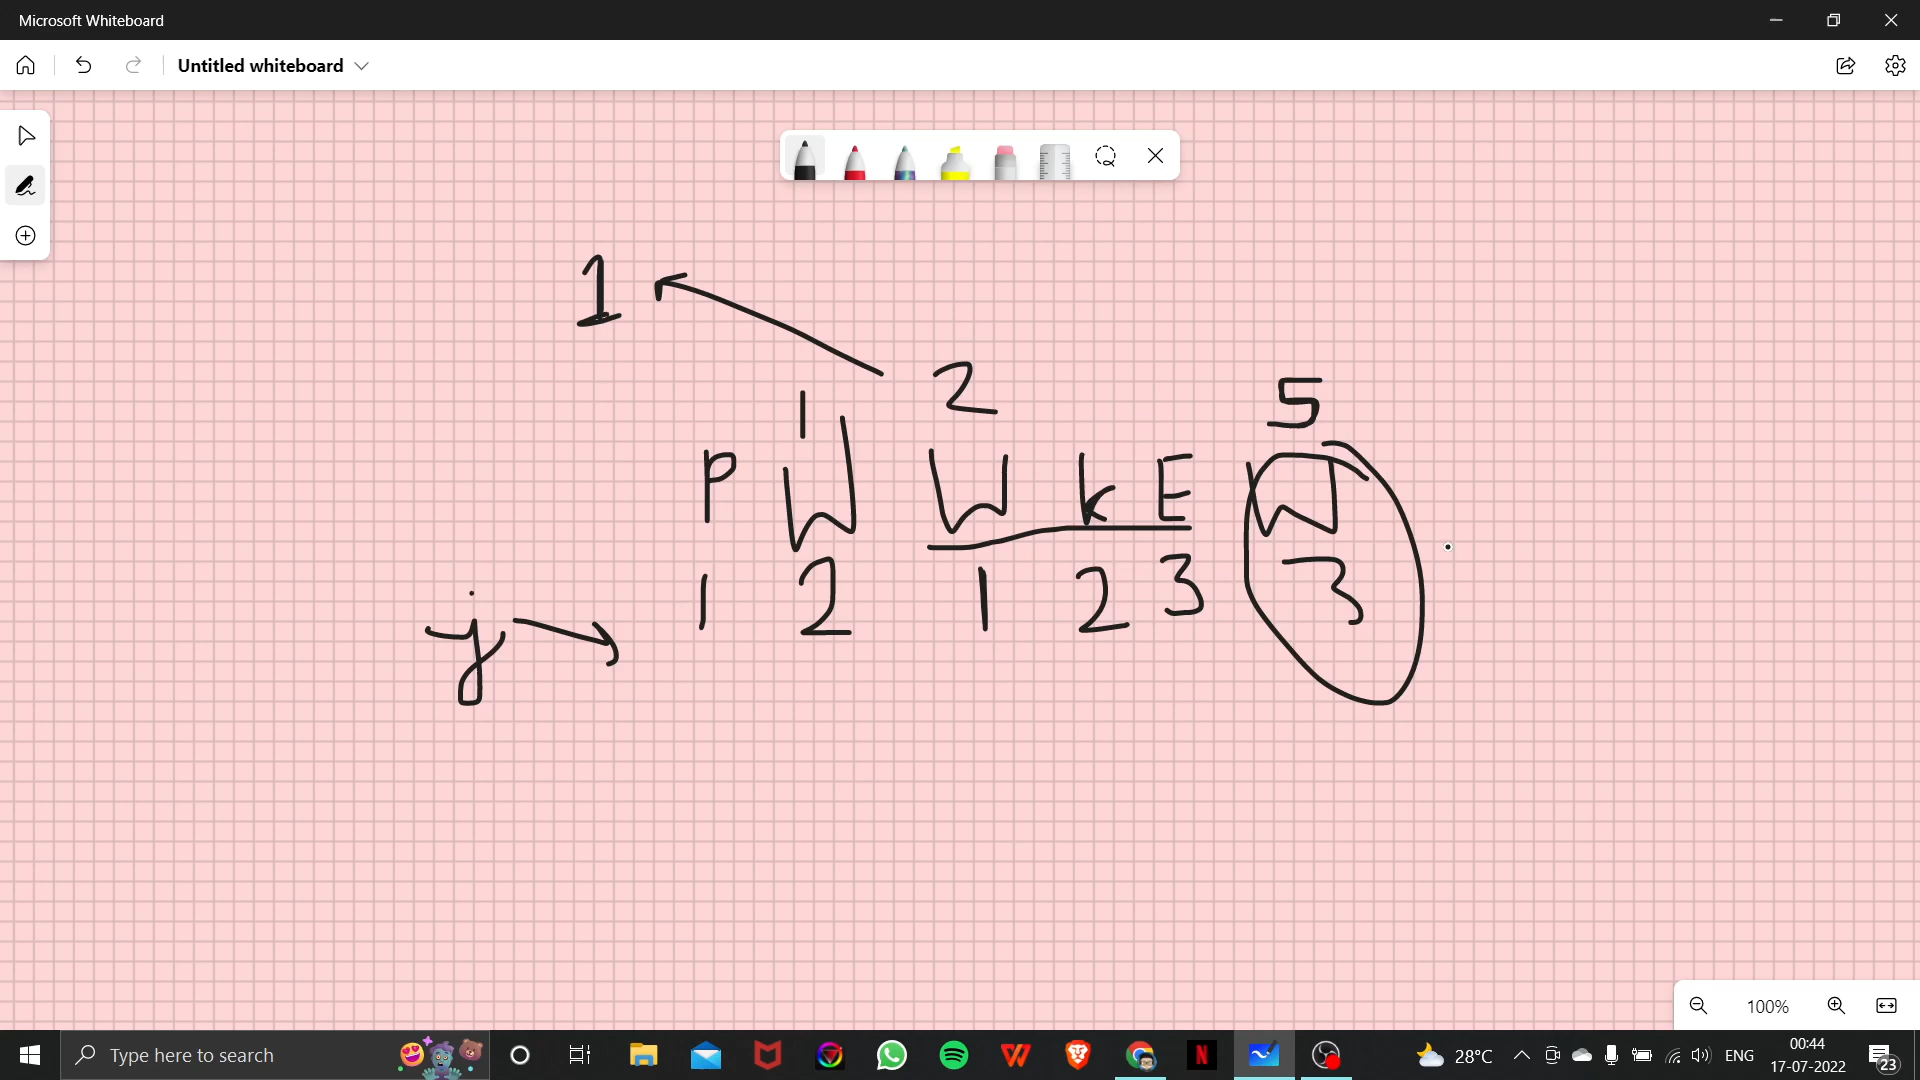 Microsoft Whiteboard
Untitled whiteboard
1
1 2 5
P W W k E W
1 2 1 2 3 3
j
100%
Type here to search
28°C ENG 00:44
17-07-2022 23